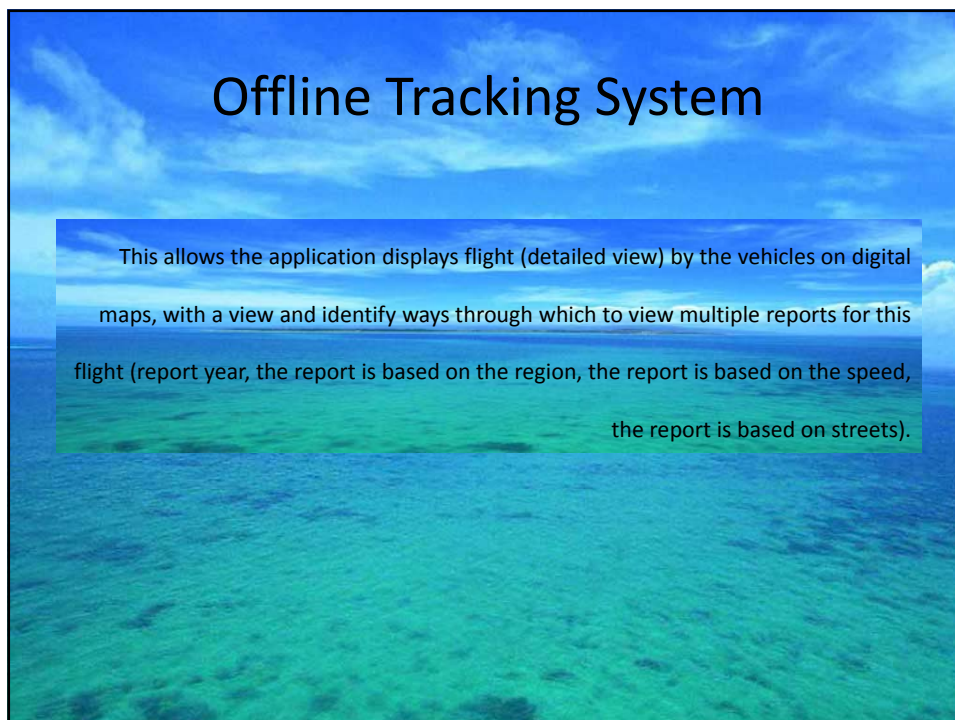 Offline Tracking System
This allows the application displays flight (detailed view) by the vehicles on digital
maps, with a view and identify ways through which to view multiple reports for this
flight (report year, the report is based on the region, the report is based on the speed,
the report is based on streets).